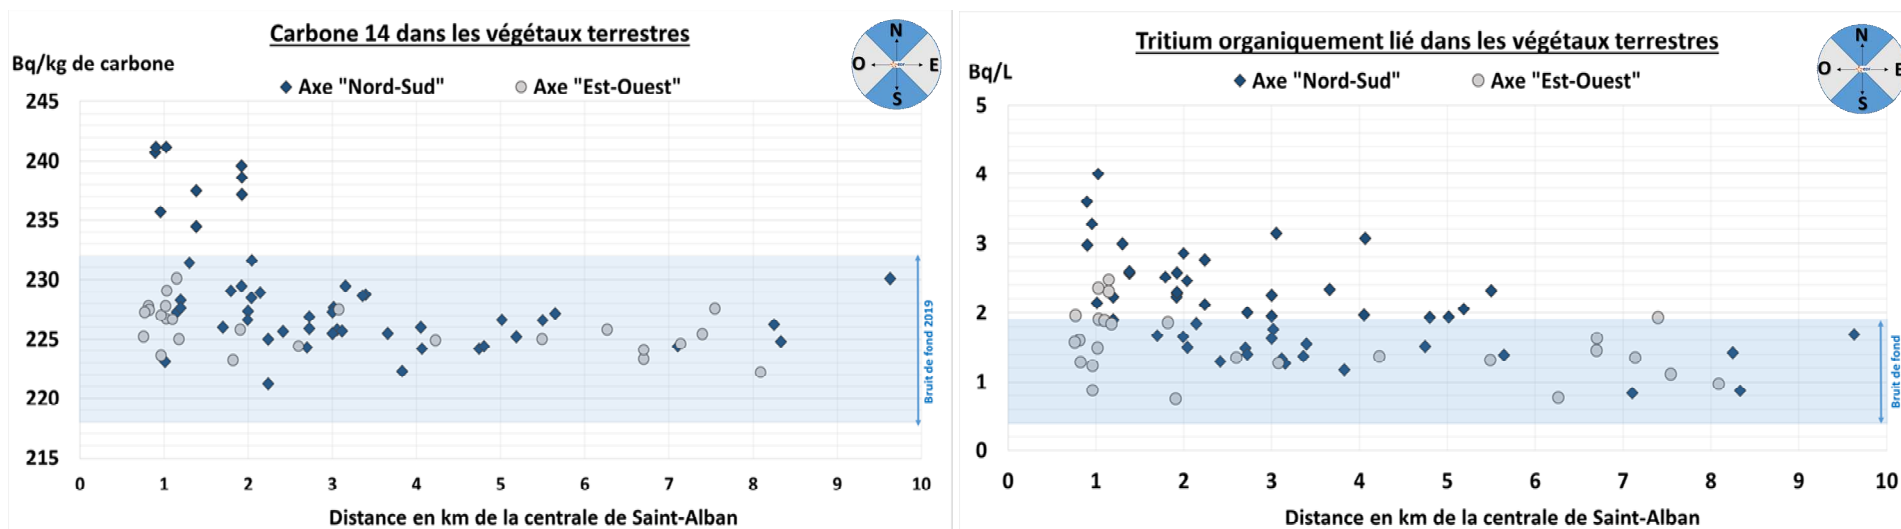 Carbone 14 dans les végétaux terrestres
Bq/kg de carbone
Axe "Nord-Sud"
Axe "Est-Ouest"
N
O
E
S
245
240
235
230
225
220
215
Bruit de fond 2019
0 1 2 3 4 5 6 7 8 9 10
Distance en km de la centrale de Saint-Alban
Tritium organiquement lié dans les végétaux terrestres
Bq/L
Axe "Nord-Sud"
Axe "Est-Ouest"
N
O
E
S
5
4
3
2
1
0
Bruit de fond
0 1 2 3 4 5 6 7 8 9 10
Distance en km de la centrale de Saint-Alban